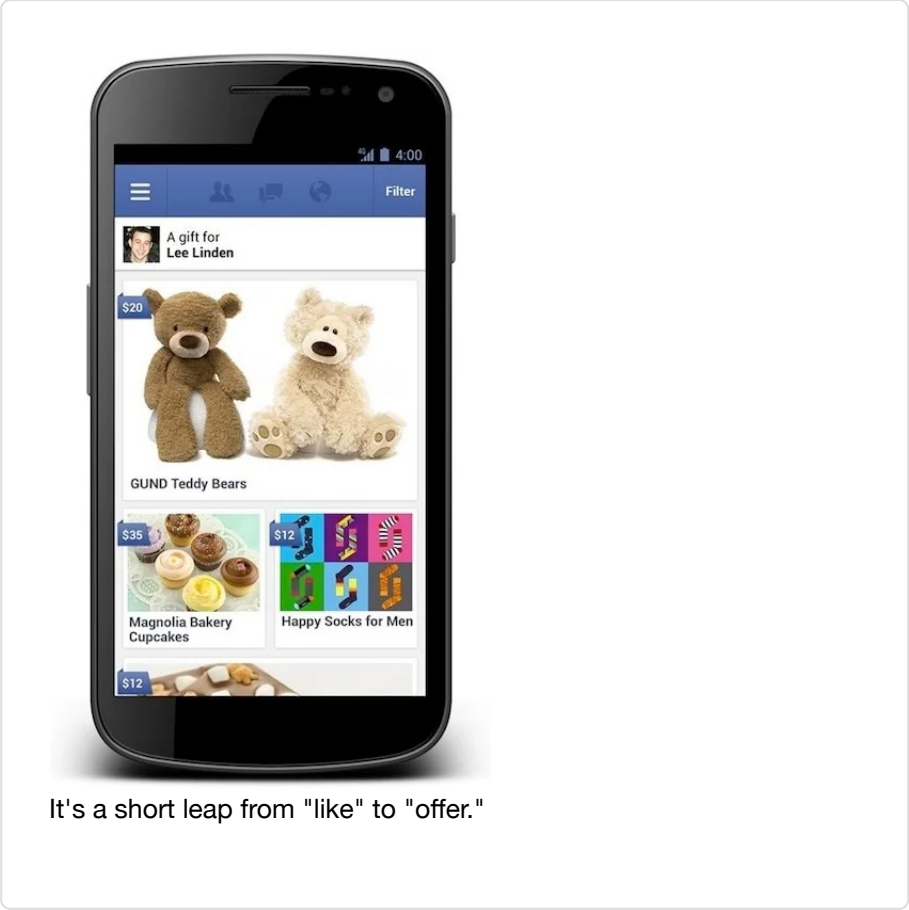 4G 4:00
Filter
A gift for
Lee Linden
$20
GUND Teddy Bears
$35
$12
Magnolia Bakery
Cupcakes
Happy Socks for Men
$12
It's a short leap from "like" to "offer."